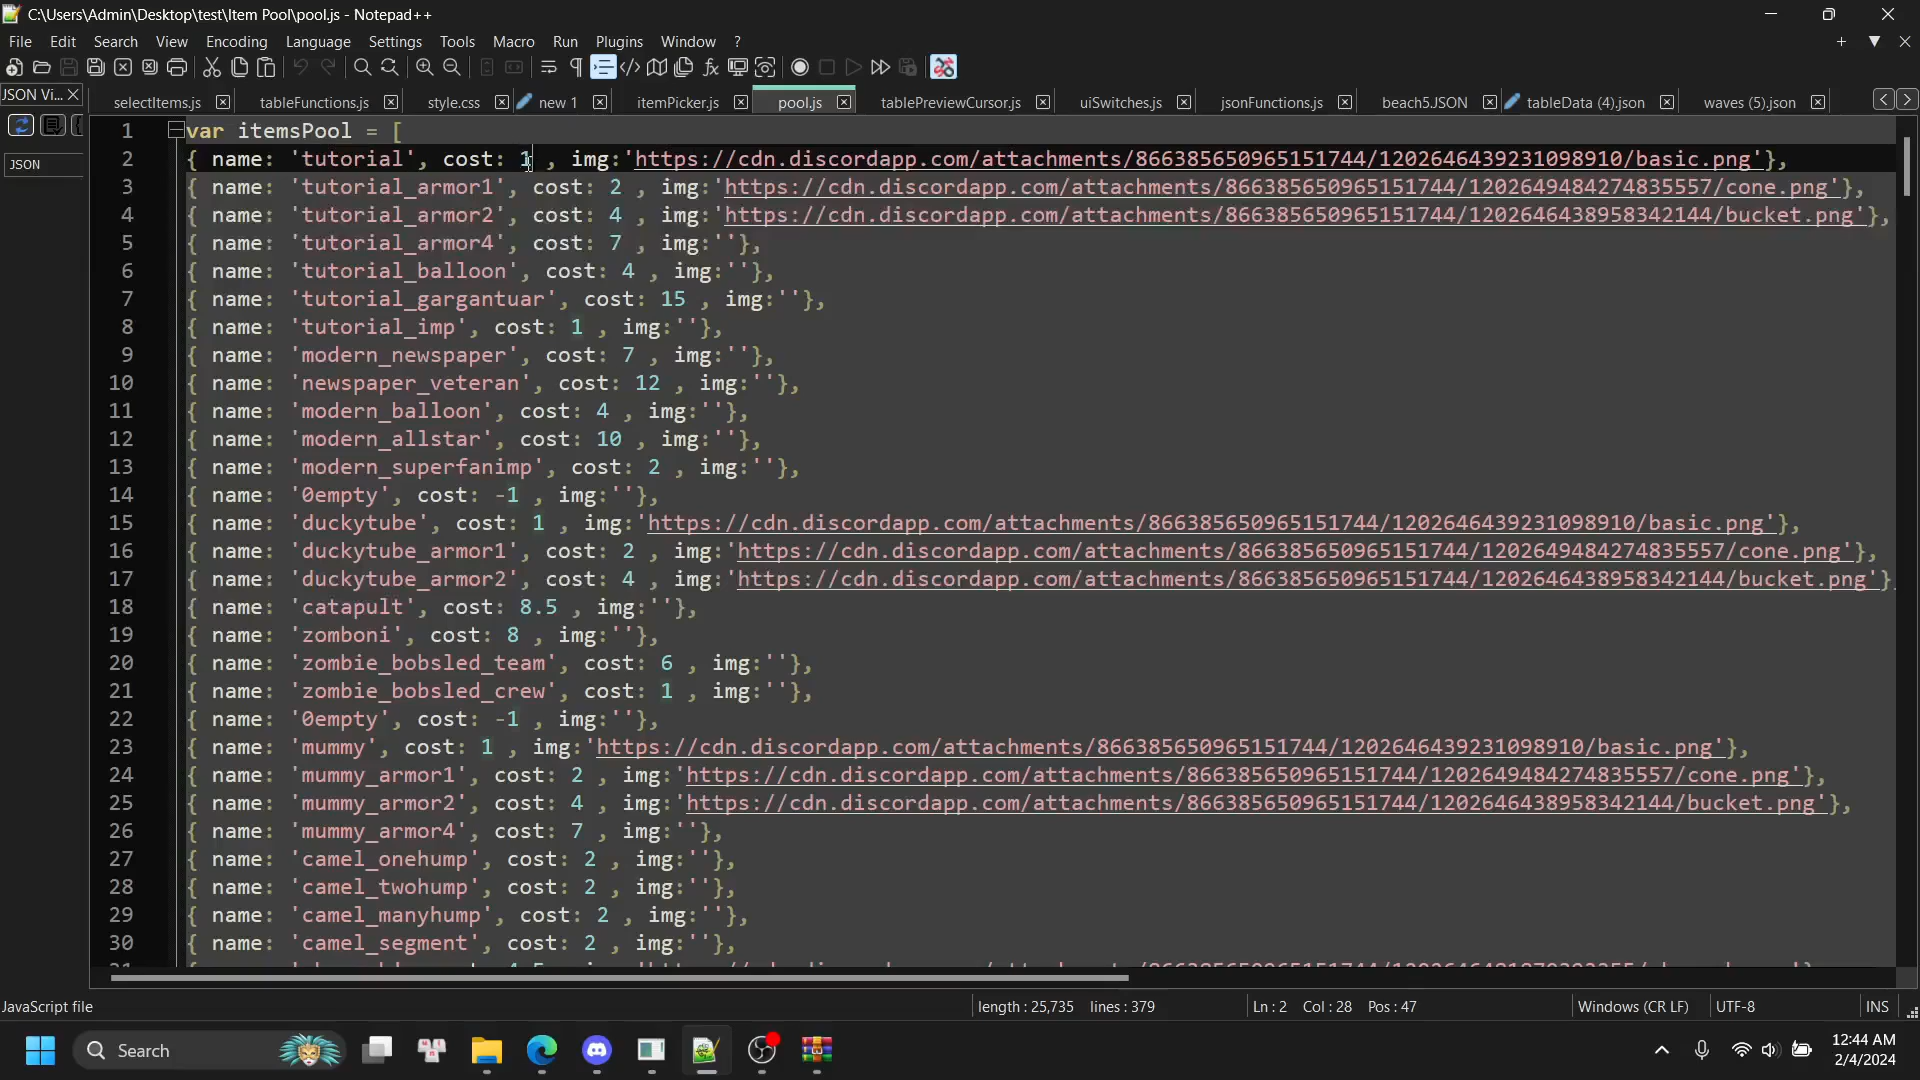 C:\Users\Admin\Desktop\test\Item Pool\pool.js - Notepad++
File Edit Search View Encoding Language Settings Tools Macro Run Plugins Window ?
JSON Vi...
selectItems.js tableFunctions.js style.css new 1 itemPicker.js pool.js tablePreviewCursor.js uiSwitches.js jsonFunctions.js beach5.JSON tableData (4).json waves (5).json
JSON
1 var itemsPool = [
2 { name: 'tutorial', cost: 1 , img:'https://cdn.discordapp.com/attachments/866385650965151744/1202646439231098910/basic.png'},
3 { name: 'tutorial_armor1', cost: 2 , img:'https://cdn.discordapp.com/attachments/866385650965151744/1202649484274835557/cone.png'},
4 { name: 'tutorial_armor2', cost: 4 , img:'https://cdn.discordapp.com/attachments/866385650965151744/1202646438958342144/bucket.png'},
5 { name: 'tutorial_armor4', cost: 7 , img:''},
6 { name: 'tutorial_balloon', cost: 4 , img:''},
7 { name: 'tutorial_gargantuar', cost: 15 , img:''},
8 { name: 'tutorial_imp', cost: 1 , img:''},
9 { name: 'modern_newspaper', cost: 7 , img:''},
10 { name: 'newspaper_veteran', cost: 12 , img:''},
11 { name: 'modern_balloon', cost: 4 , img:''},
12 { name: 'modern_allstar', cost: 10 , img:''},
13 { name: 'modern_superfanimp', cost: 2 , img:''},
14 { name: '0empty', cost: -1 , img:''},
15 { name: 'duckytube', cost: 1 , img:'https://cdn.discordapp.com/attachments/866385650965151744/1202646439231098910/basic.png'},
16 { name: 'duckytube_armor1', cost: 2 , img:'https://cdn.discordapp.com/attachments/866385650965151744/1202649484274835557/cone.png'},
17 { name: 'duckytube_armor2', cost: 4 , img:'https://cdn.discordapp.com/attachments/866385650965151744/1202646438958342144/bucket.png'}
18 { name: 'catapult', cost: 8.5 , img:''},
19 { name: 'zomboni', cost: 8 , img:''},
20 { name: 'zombie_bobsled_team', cost: 6 , img:''},
21 { name: 'zombie_bobsled_crew', cost: 1 , img:''},
22 { name: '0empty', cost: -1 , img:''},
23 { name: 'mummy', cost: 1 , img:'https://cdn.discordapp.com/attachments/866385650965151744/1202646439231098910/basic.png'},
24 { name: 'mummy_armor1', cost: 2 , img:'https://cdn.discordapp.com/attachments/866385650965151744/1202649484274835557/cone.png'},
25 { name: 'mummy_armor2', cost: 4 , img:'https://cdn.discordapp.com/attachments/866385650965151744/1202646438958342144/bucket.png'},
26 { name: 'mummy_armor4', cost: 7 , img:''},
27 { name: 'camel_onehump', cost: 2 , img:''},
28 { name: 'camel_twohump', cost: 2 , img:''},
29 { name: 'camel_manyhump', cost: 2 , img:''},
30 { name: 'camel_segment', cost: 2 , img:''},
JavaScript file length : 25,735 lines : 379 Ln : 2 Col : 28 Pos : 47 Windows (CR LF) UTF-8 INS
Search
12:44 AM
2/4/2024